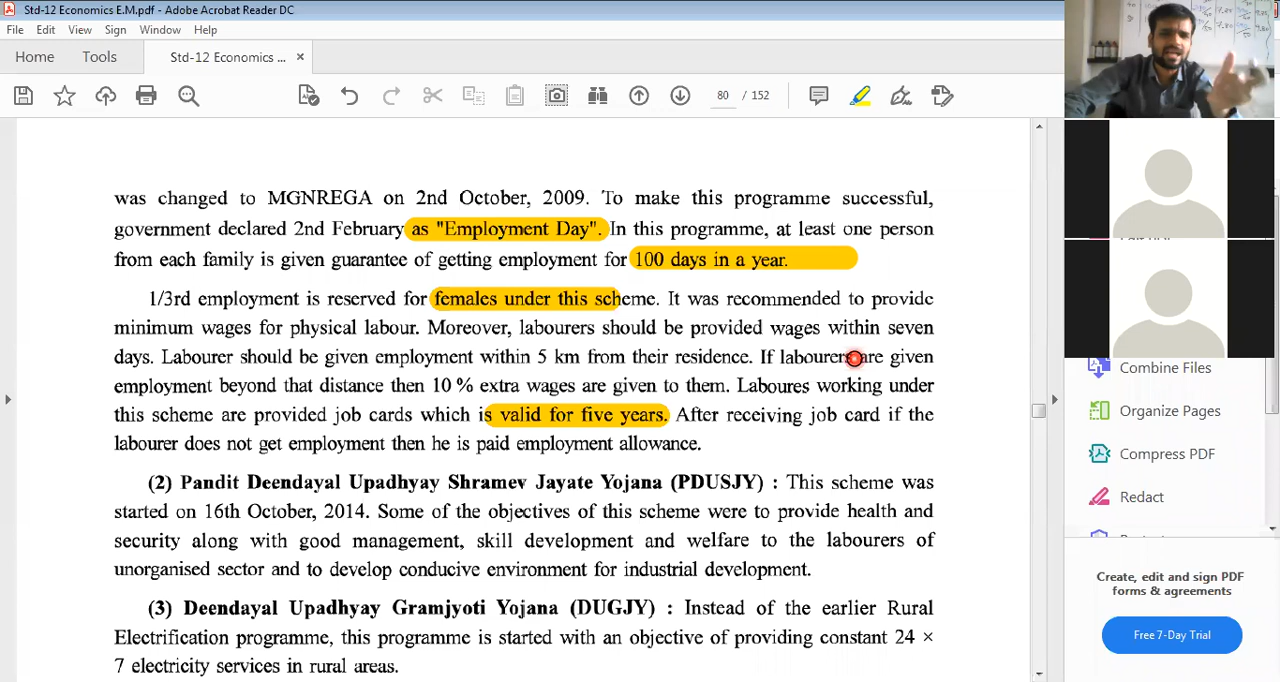 Std-12 Economics E.M.pdf - Adobe Acrobat Reader DC
File Edit View Sign Window Help
Home Tools Std-12 Economics ... ×
80 / 152
was changed to MGNREGA on 2nd October, 2009. To make this programme successful,
government declared 2nd February as "Employment Day". In this programme, at least one person
from each family is given guarantee of getting employment for 100 days in a year.
1/3rd employment is reserved for females under this scheme. It was recommended to provide
minimum wages for physical labour. Moreover, labourers should be provided wages within seven
days. Labourer should be given employment within 5 km from their residence. If labourers are given
employment beyond that distance then 10 % extra wages are given to them. Laboures working under
this scheme are provided job cards which is valid for five years. After receiving job card if the
labourer does not get employment then he is paid employment allowance.
(2) Pandit Deendayal Upadhyay Shramev Jayate Yojana (PDUSJY) : This scheme was
started on 16th October, 2014. Some of the objectives of this scheme were to provide health and
security along with good management, skill development and welfare to the labourers of
unorganised sector and to develop conducive environment for industrial development.
(3) Deendayal Upadhyay Gramjyoti Yojana (DUGJY) : Instead of the earlier Rural
Electrification programme, this programme is started with an objective of providing constant 24 ×
7 electricity services in rural areas.
Combine Files
Organize Pages
Compress PDF
Redact
Create, edit and sign PDF
forms & agreements
Free 7-Day Trial